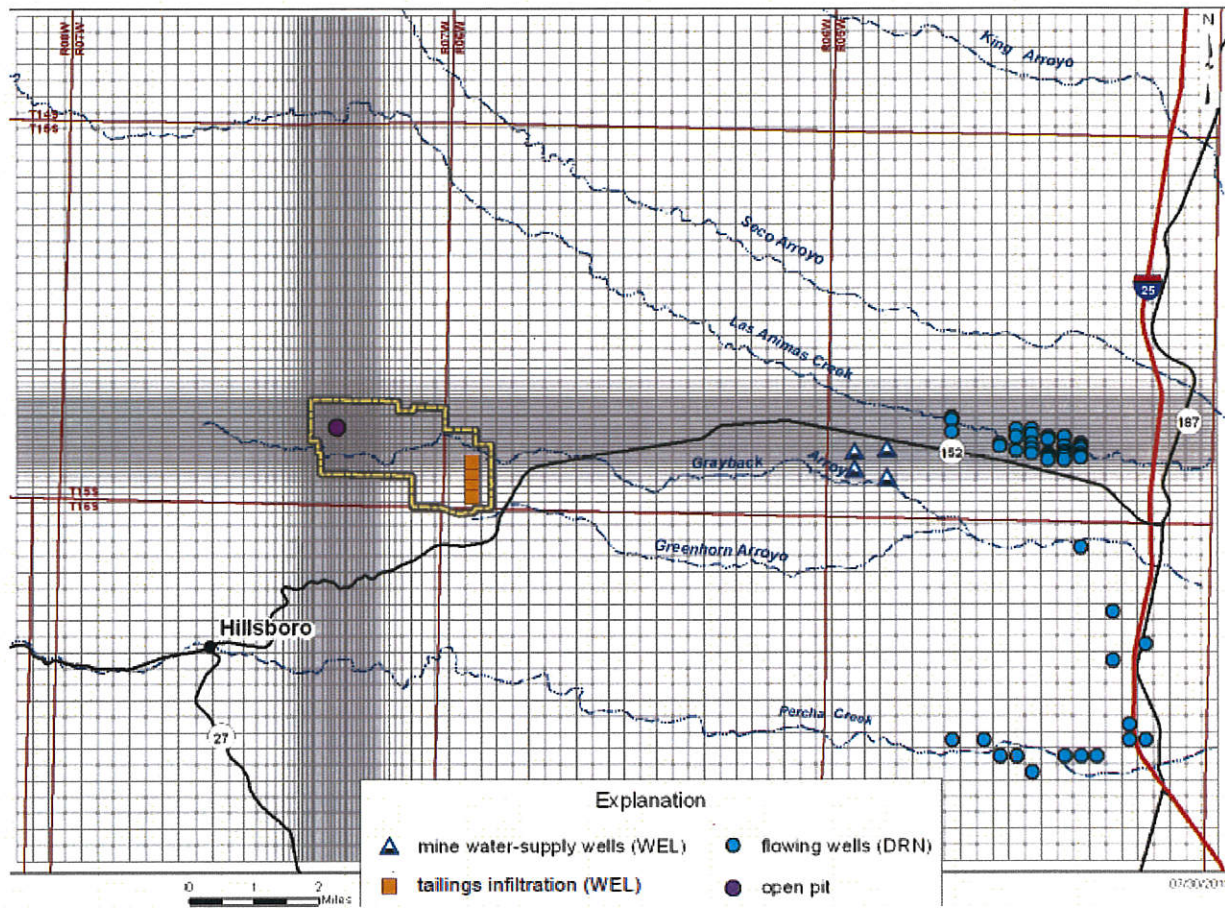 R08W
R07W
R07W
R06W
R06W
R05W
N
King Arroyo
T14S
T15S
Seco Arroyo
25
Las Animas Creek
187
152
Grayback Arroyo
T15S
T16S
Greenhorn Arroyo
Hillsboro
Percha Creek
27
Explanation
mine water-supply wells (WEL)
flowing wells (DRN)
tailings infiltration (WEL)
open pit
0 1 2
Miles